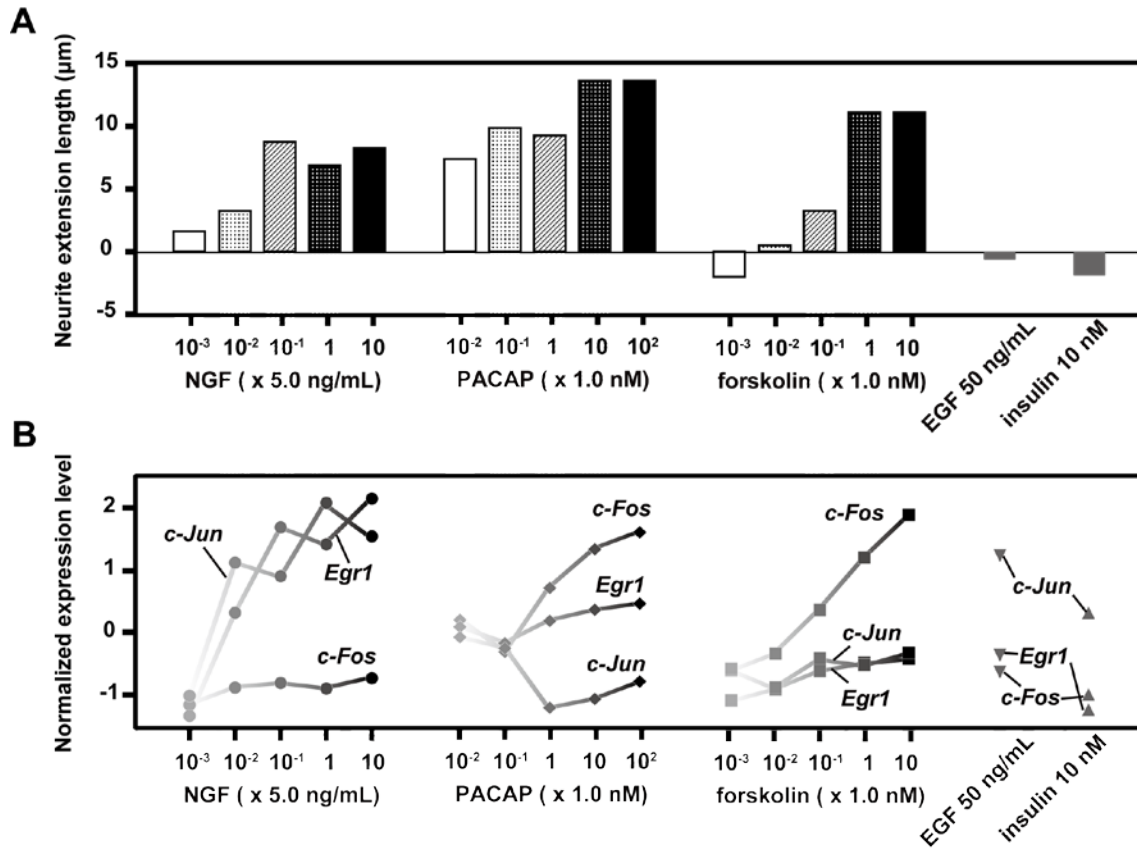 A
Neurite extension length (μm)
15
10
5
0
-5
10⁻³ 10⁻² 10⁻¹ 1 10
NGF ( x 5.0 ng/mL)
10⁻² 10⁻¹ 1 10 10²
PACAP ( x 1.0 nM)
10⁻³ 10⁻² 10⁻¹ 1 10
forskolin ( x 1.0 nM)
EGF 50 ng/mL
insulin 10 nM
B
Normalized expression level
2
1
0
-1
c-Jun
Egr1
c-Fos
c-Fos
Egr1
c-Jun
c-Fos
c-Jun
Egr1
c-Jun
Egr1
c-Fos
10⁻³ 10⁻² 10⁻¹ 1 10
NGF ( x 5.0 ng/mL)
10⁻² 10⁻¹ 1 10 10²
PACAP ( x 1.0 nM)
10⁻³ 10⁻² 10⁻¹ 1 10
forskolin ( x 1.0 nM)
EGF 50 ng/mL
insulin 10 nM